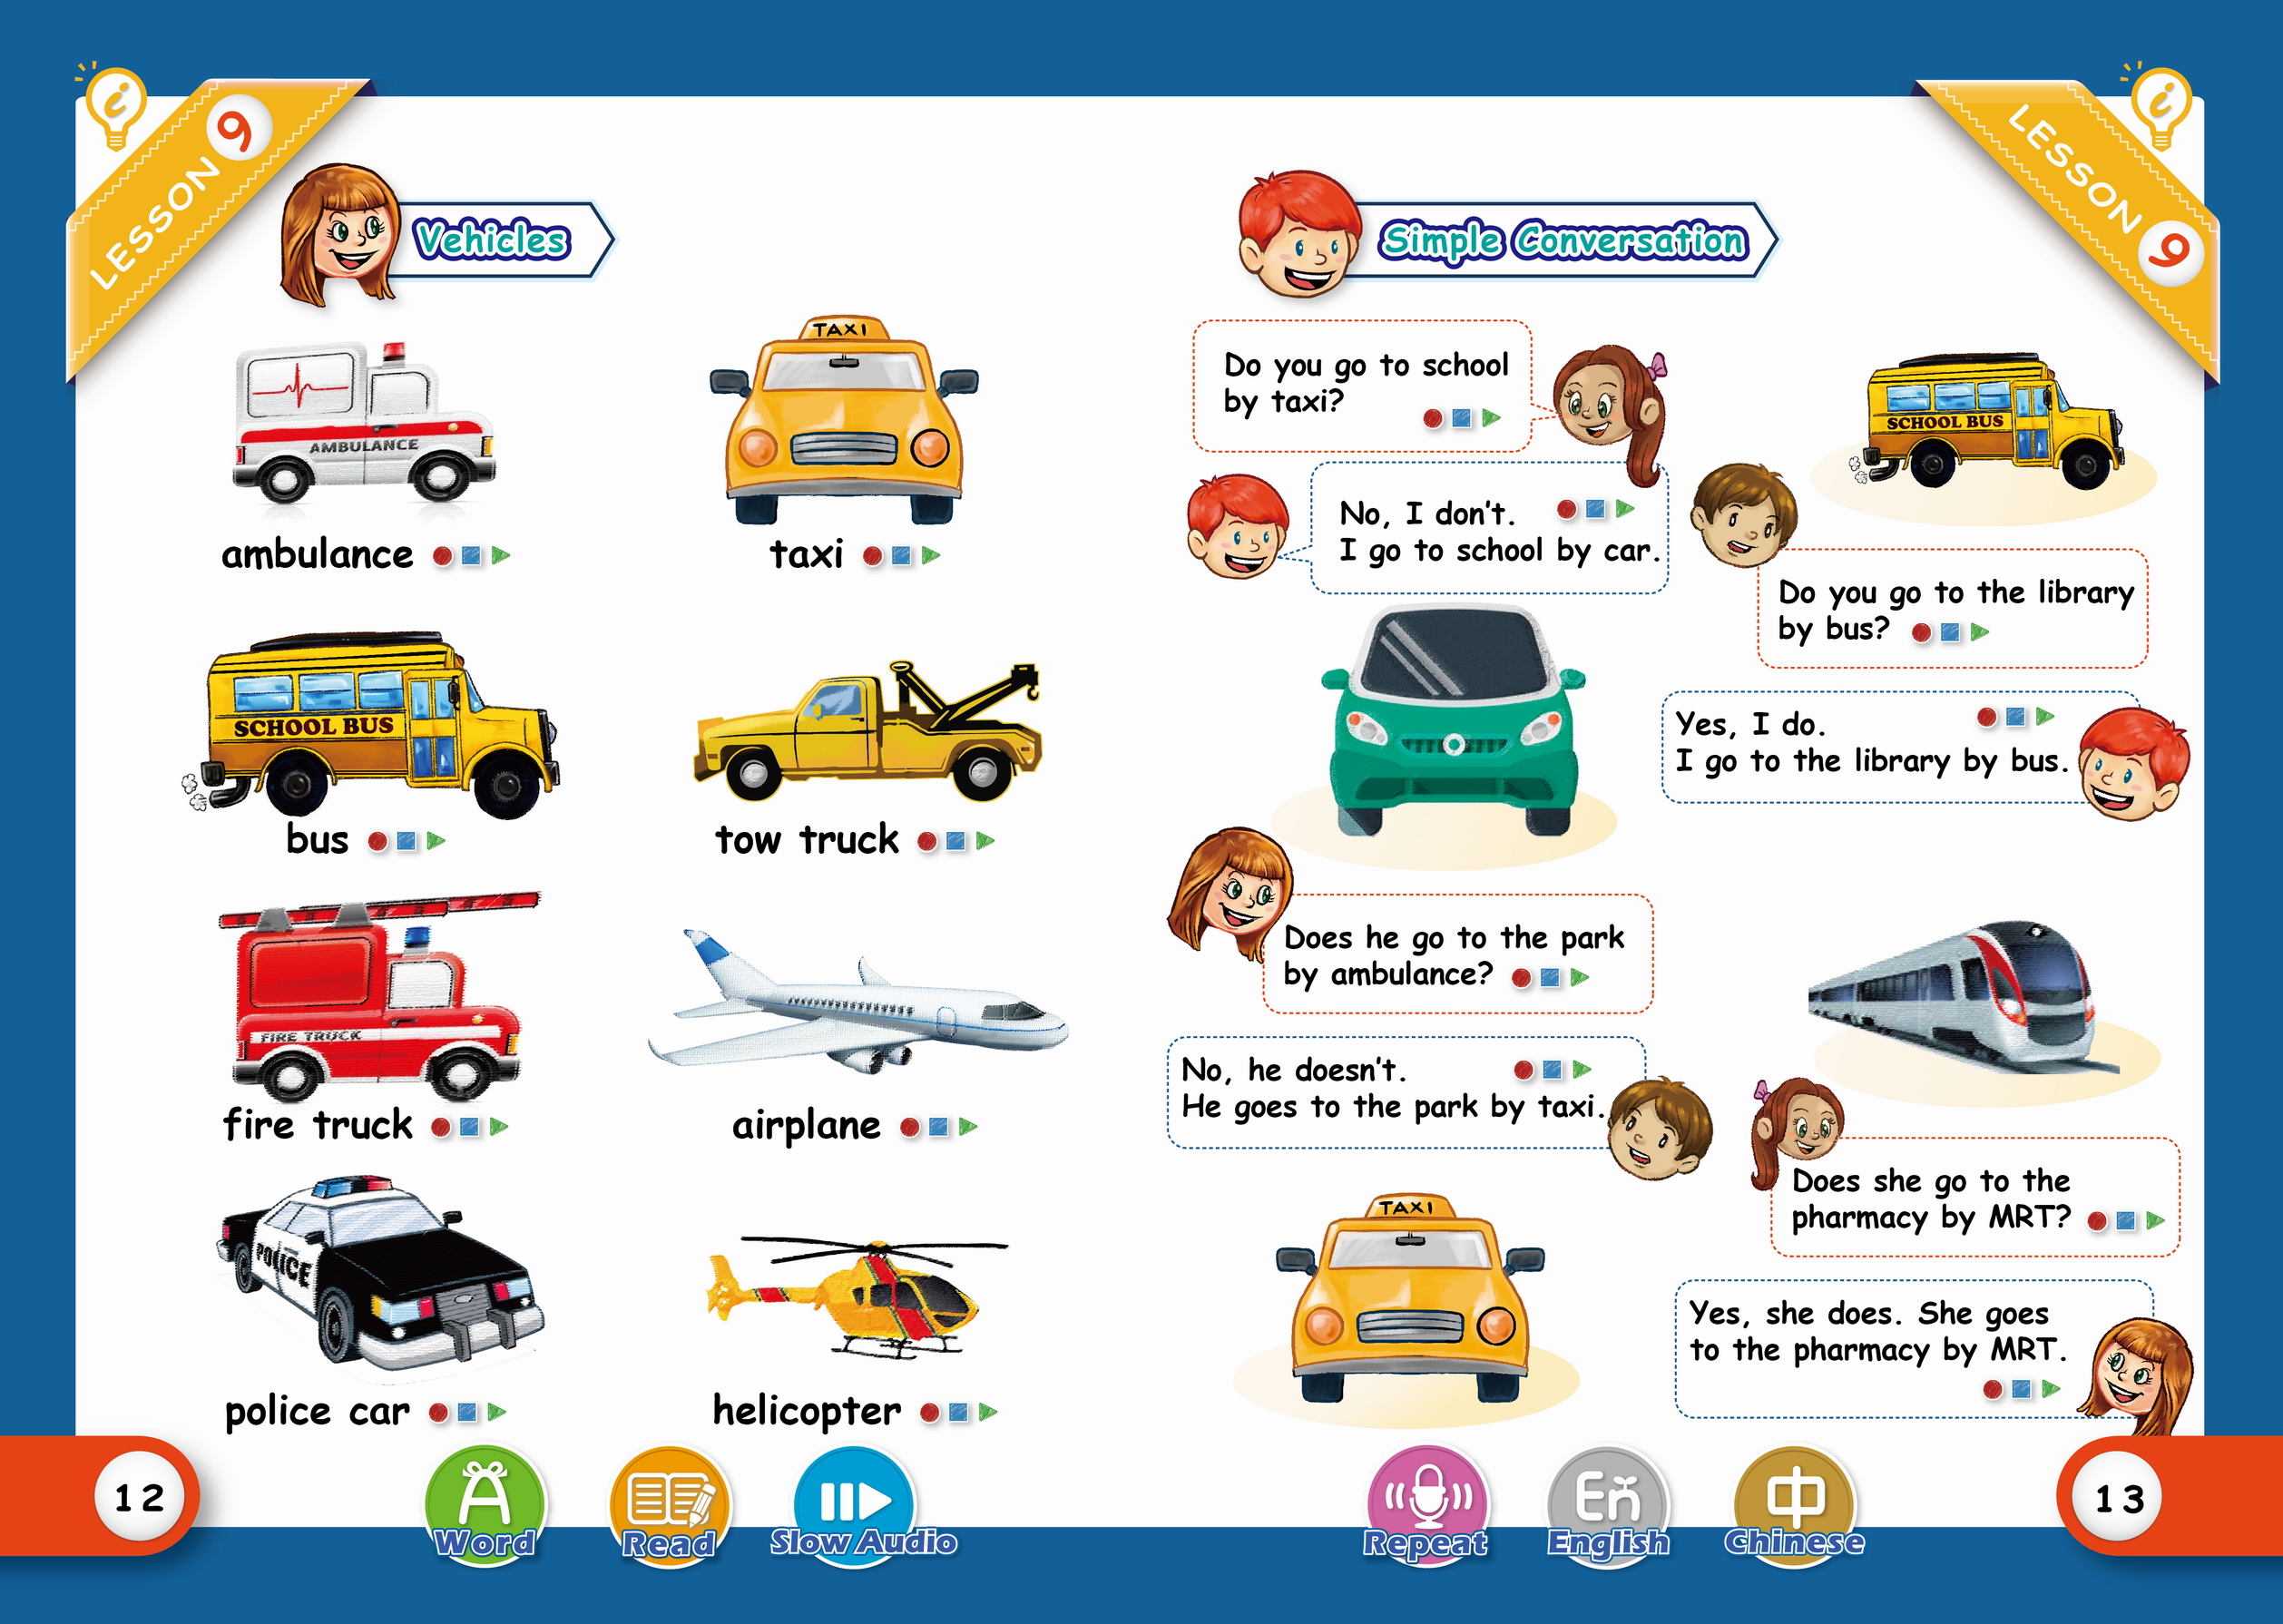 LESSON 9
Vehicles
AMBULANCE
ambulance
TAXI
taxi
SCHOOL BUS
bus
tow truck
FIRE TRUCK
fire truck
airplane
POLICE
police car
helicopter
12
Word
Read
Slow Audio
LESSON 9
Simple Conversation
Do you go to school
by taxi?
No, I don't.
I go to school by car.
SCHOOL BUS
Do you go to the library
by bus?
Yes, I do.
I go to the library by bus.
Does he go to the park
by ambulance?
No, he doesn't.
He goes to the park by taxi.
TAXI
Does she go to the
pharmacy by MRT?
Yes, she does. She goes
to the pharmacy by MRT.
En
中
Repeat
English
Chinese
13